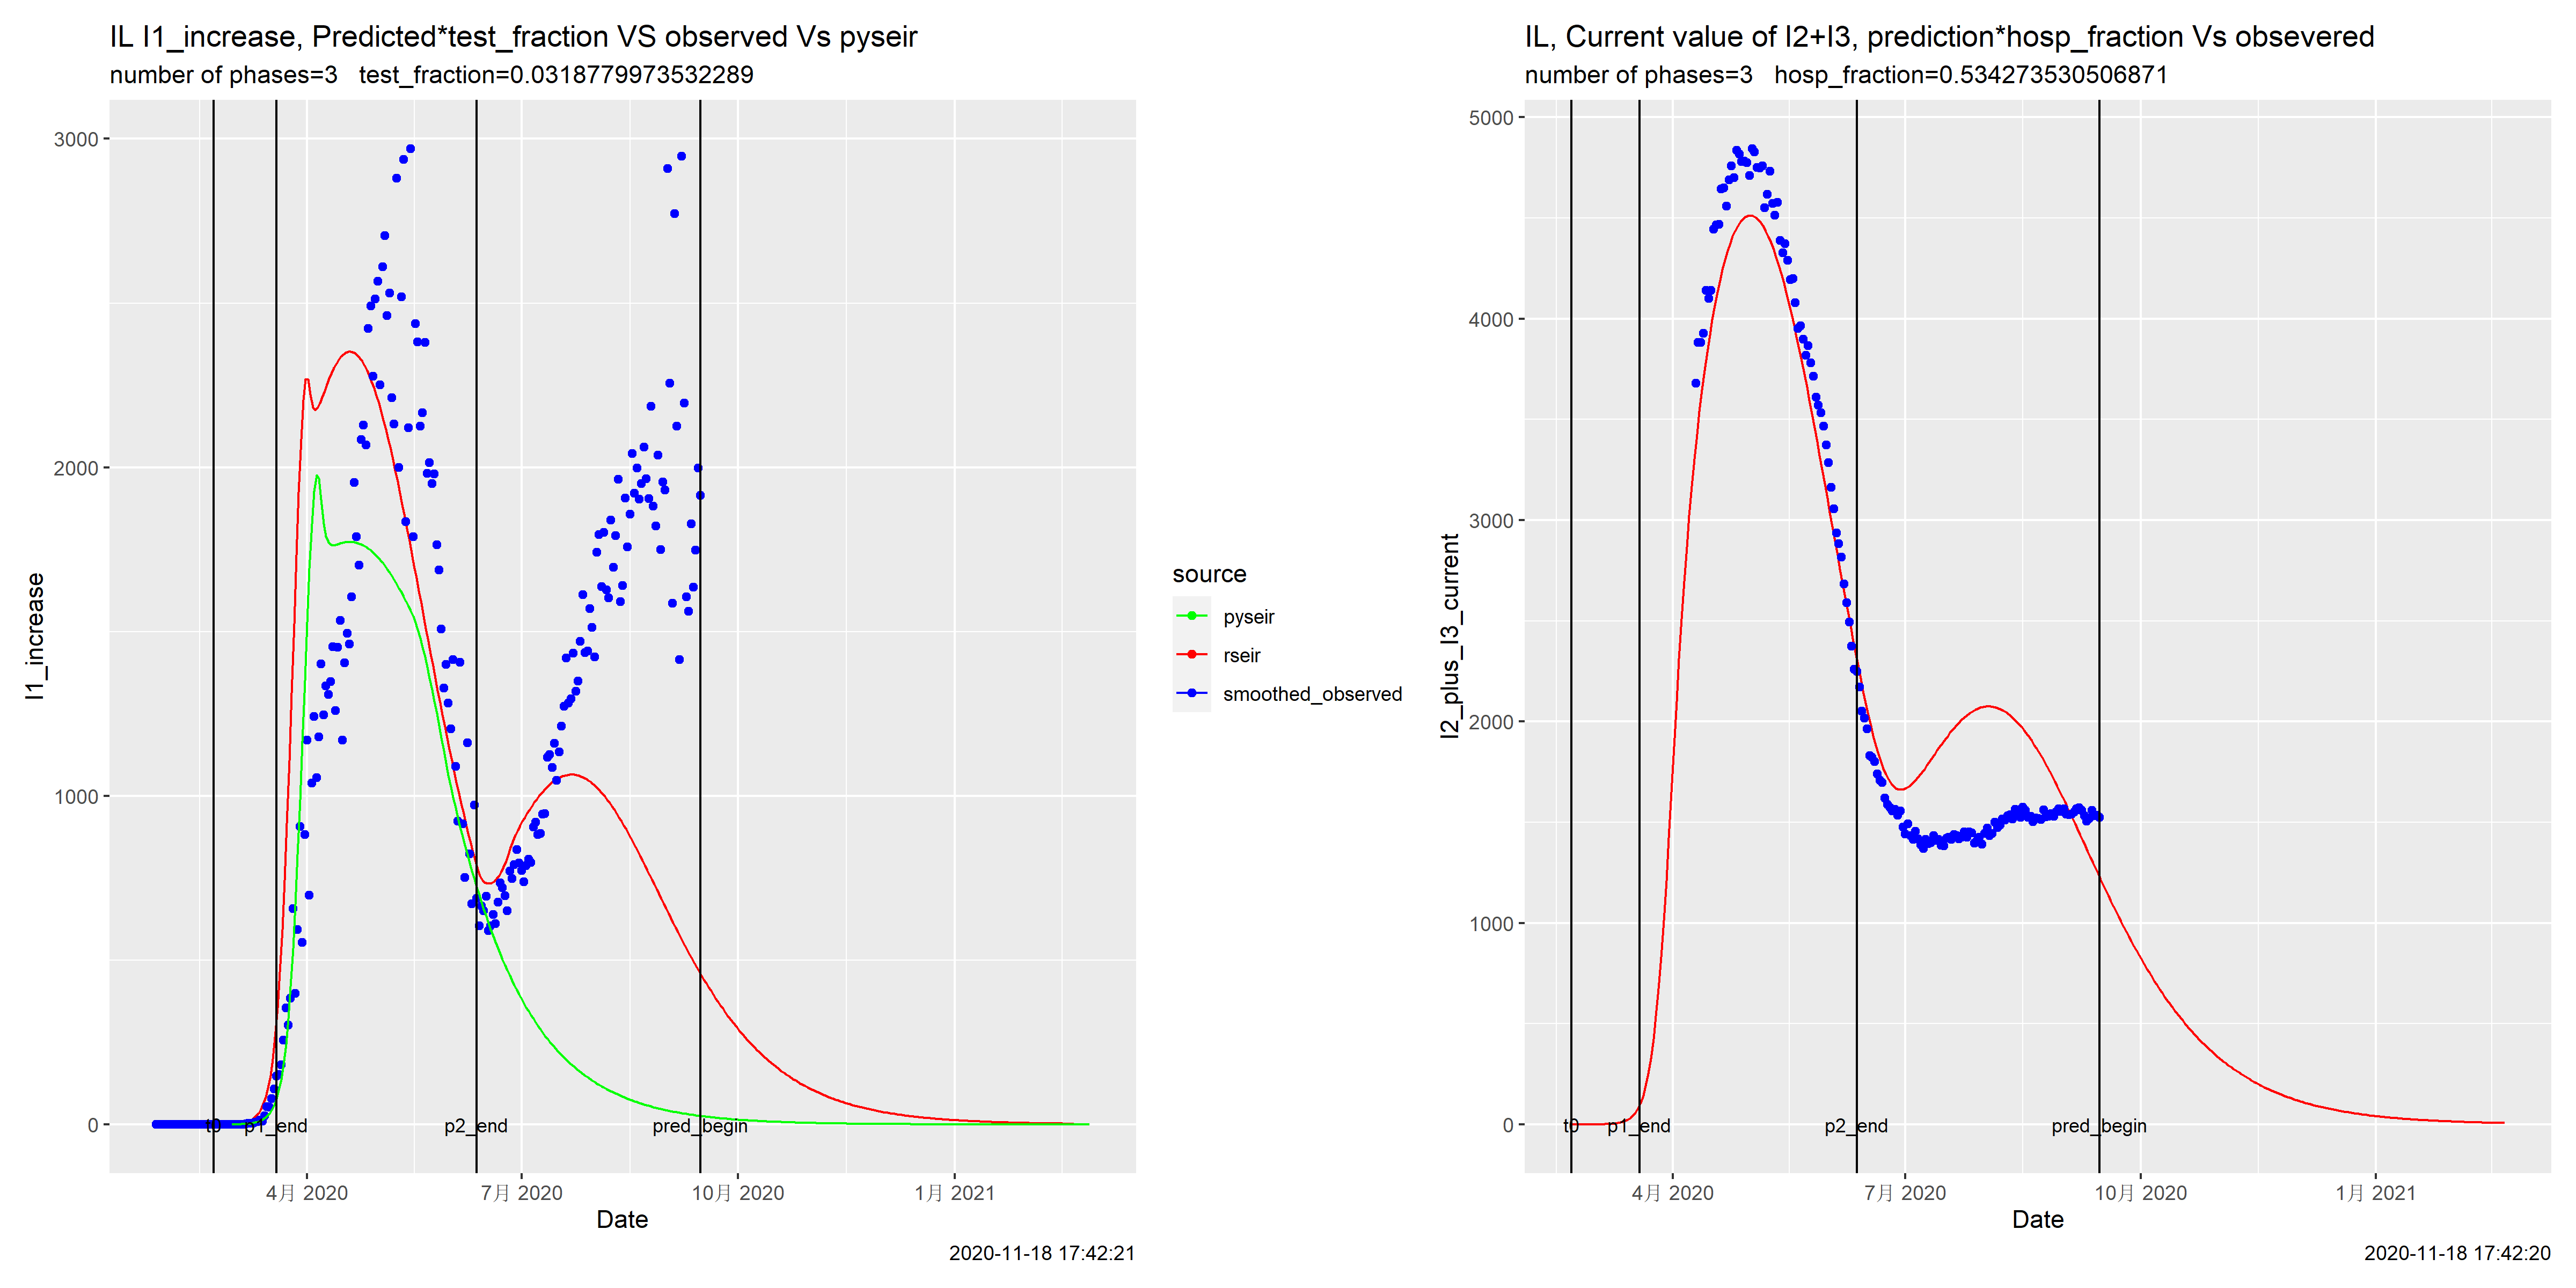 IL I1_increase, Predicted*test_fraction VS observed Vs pyseir
number of phases=3   test_fraction=0.0318779973532289
I1_increase
3000
2000
1000
0
t0
p1_end
p2_end
pred_begin
4月 2020
7月 2020
10月 2020
1月 2021
Date
2020-11-18 17:42:21
source
pyseir
rseir
smoothed_observed
IL, Current value of I2+I3, prediction*hosp_fraction Vs obsevered
number of phases=3   hosp_fraction=0.534273530506871
I2_plus_I3_current
5000
4000
3000
2000
1000
0
t0
p1_end
p2_end
pred_begin
4月 2020
7月 2020
10月 2020
1月 2021
Date
2020-11-18 17:42:20